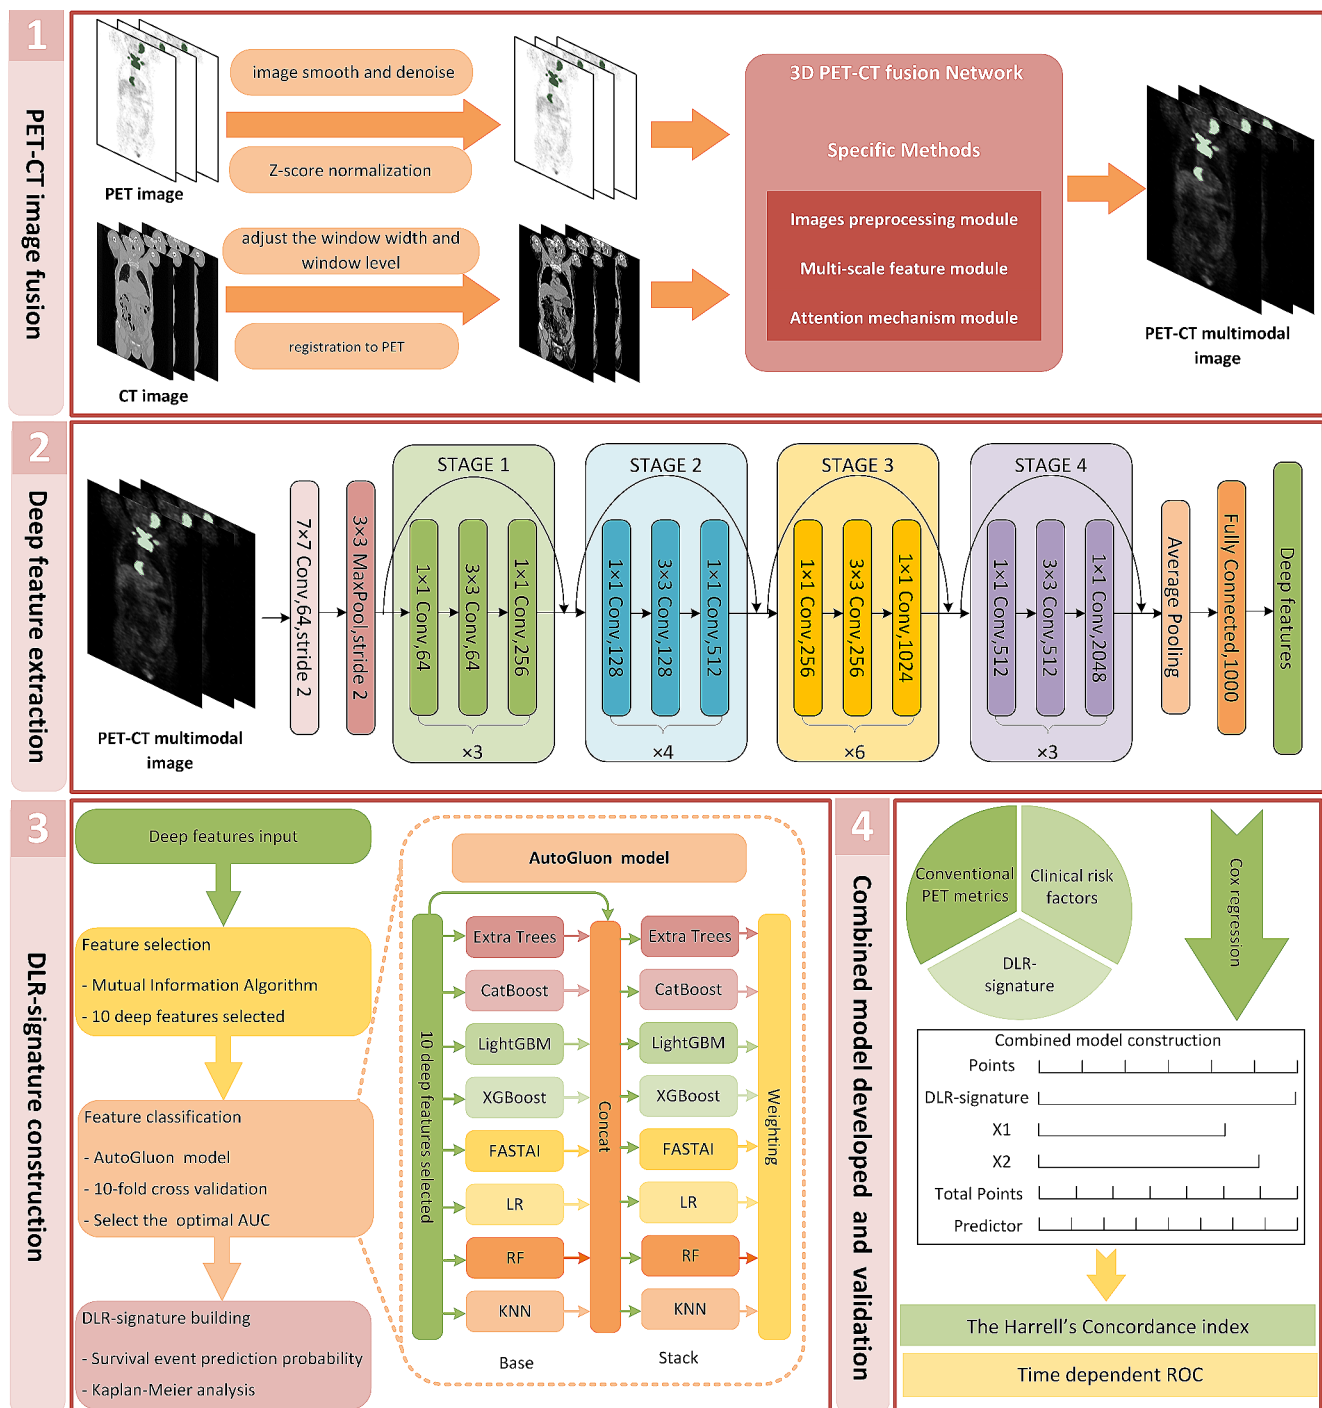 1
PET-CT image fusion
image smooth and denoise
Z-score normalization
PET image
adjust the window width and
window level
registration to PET
CT image
3D PET-CT fusion Network
Specific Methods
Images preprocessing module
Multi-scale feature module
Attention mechanism module
PET-CT multimodal
image
2
Deep feature extraction
PET-CT multimodal
image
7×7 Conv,64,stride 2
3×3 MaxPool,stride 2
STAGE 1
1×1 Conv,64
3×3 Conv,64
1×1 Conv,256
×3
STAGE 2
1×1 Conv,128
3×3 Conv,128
1×1 Conv,512
×4
STAGE 3
1×1 Conv,256
3×3 Conv,256
1×1 Conv,1024
×6
STAGE 4
1×1 Conv,512
3×3 Conv,512
1×1 Conv,2048
×3
Average Pooling
Fully Connected,1000
Deep features
3
DLR-signature construction
Deep features input
Feature selection
- Mutual Information Algorithm
- 10 deep features selected
Feature classification
- AutoGluon model
- 10-fold cross validation
- Select the optimal AUC
DLR-signature building
- Survival event prediction probability
- Kaplan-Meier analysis
AutoGluon model
10 deep features selected
Extra Trees
CatBoost
LightGBM
XGBoost
FASTAI
LR
RF
KNN
Base
Concat
Extra Trees
CatBoost
LightGBM
XGBoost
FASTAI
LR
RF
KNN
Stack
Weighting
4
Combined model developed and validation
Conventional
PET metrics
Clinical risk
factors
DLR-
signature
Cox regression
Combined model construction
Points
DLR-signature
X1
X2
Total Points
Predictor
The Harrell's Concordance index
Time dependent ROC